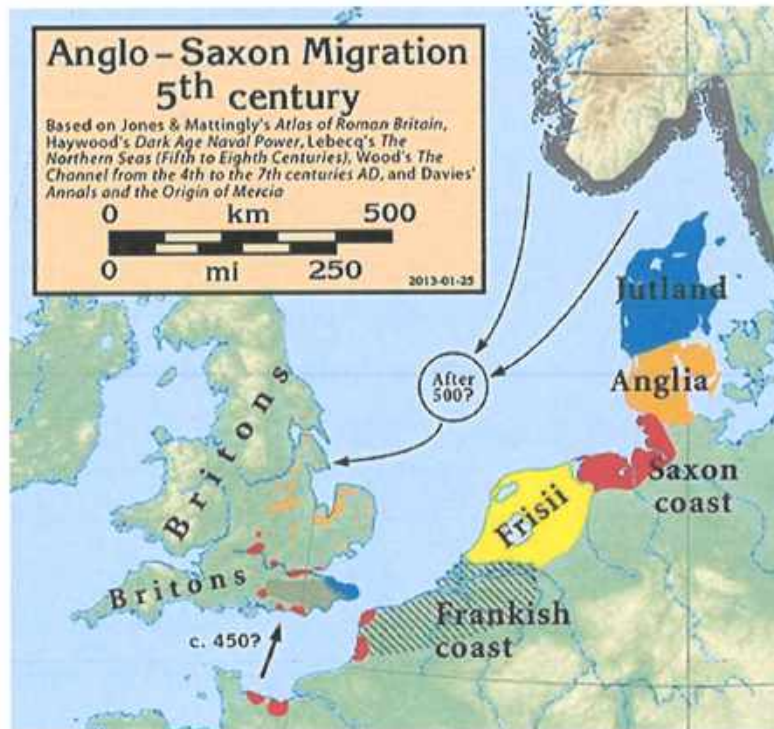 Anglo – Saxon Migration
5th century
Based on Jones & Mattingly's Atlas of Roman Britain,
Haywood's Dark Age Naval Power, Lebecq's The
Northern Seas (Fifth to Eighth Centuries), Wood's The
Channel from the 4th to the 7th centuries AD, and Davies'
Annals and the Origin of Mercia
0 km 500
0 mi 250
2013-01-25
Jutland
After
500?
Anglia
Britons
Saxon
coast
Frisii
Britons
Frankish
coast
c. 450?